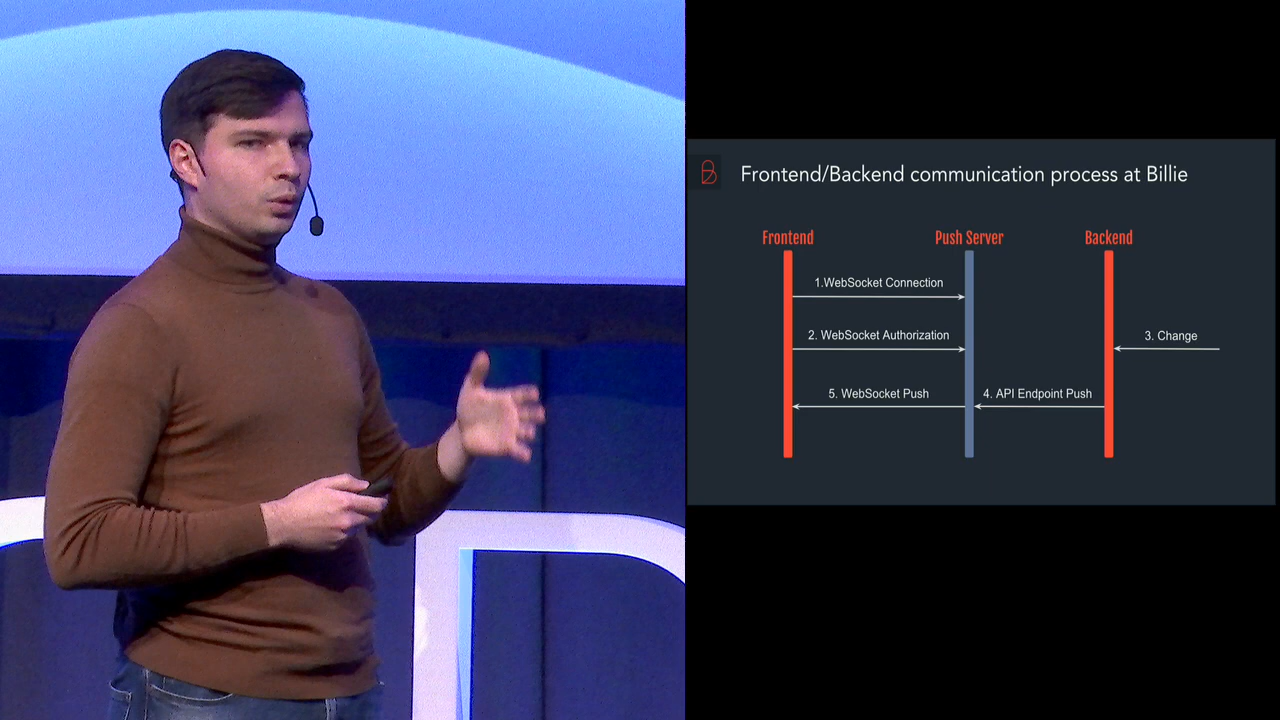 Frontend/Backend communication process at Billie
Frontend
Push Server
Backend
1.WebSocket Connection
2. WebSocket Authorization
3. Change
5. WebSocket Push
4. API Endpoint Push